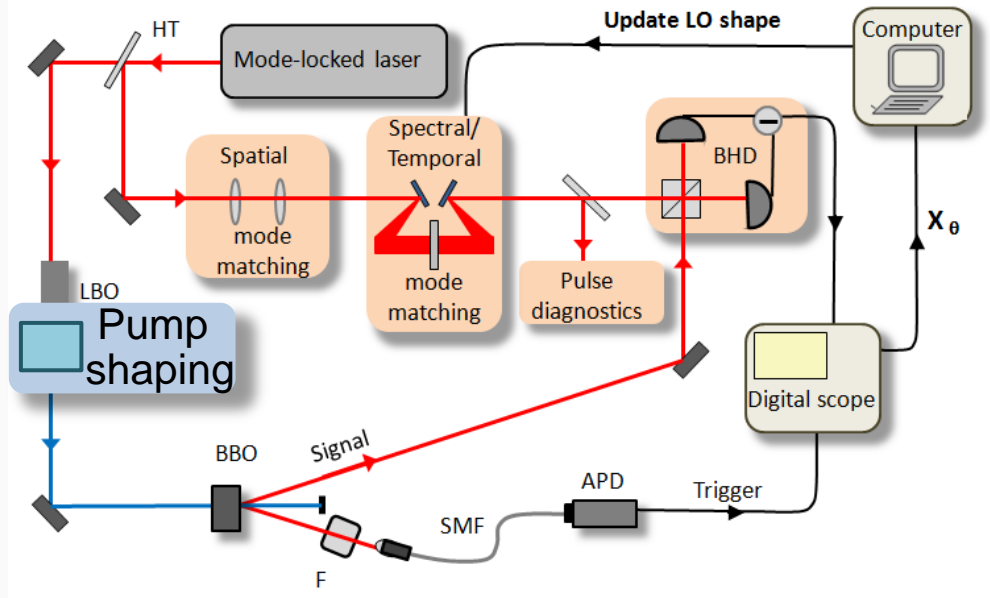 Update LO shape
Computer
HT
Mode-locked laser
Spectral/
Temporal
Spatial
BHD
mode
matching
X θ
mode
matching
Pulse
diagnostics
LBO
Pump
shaping
Digital scope
Signal
BBO
APD
Trigger
SMF
F